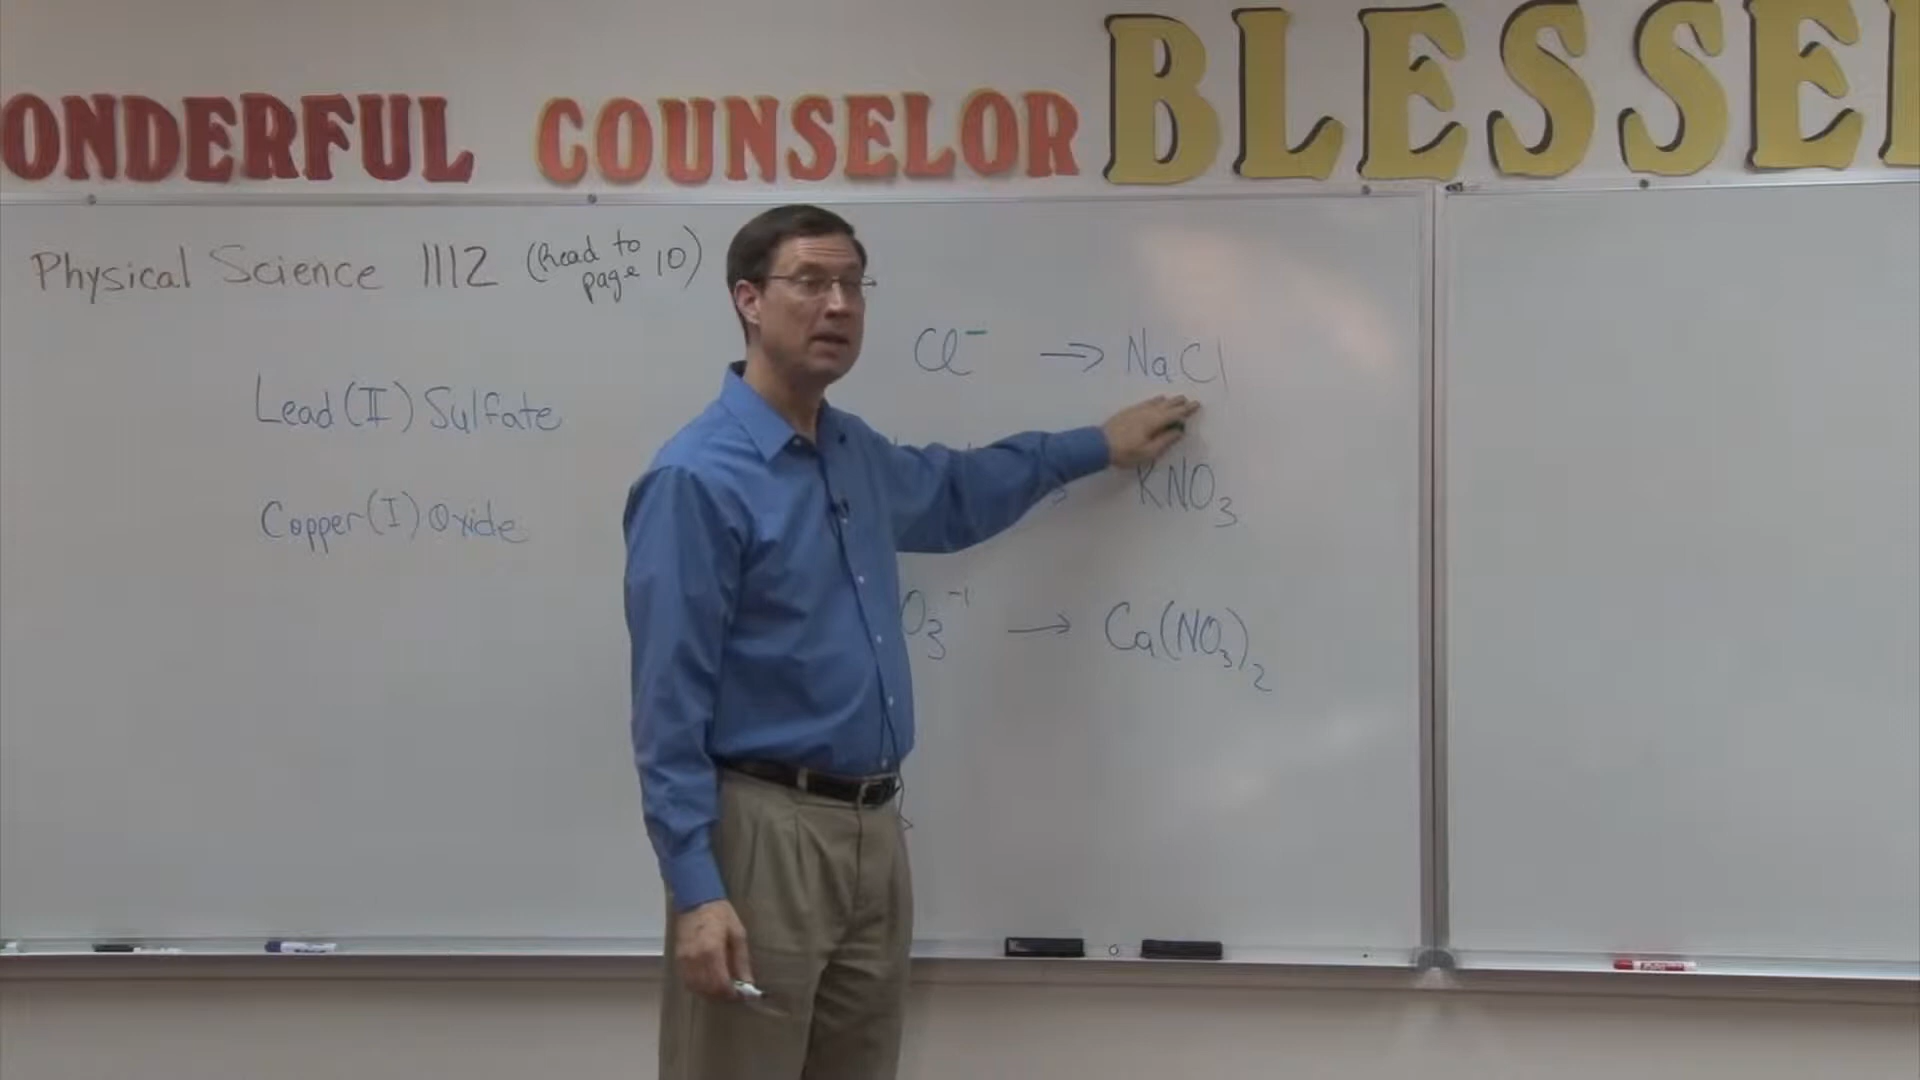 ONDERFUL COUNSELOR BLESSE
Physical Science 1112 (Read to page 10)
Lead (II) Sulfate
Copper (I) Oxide
Cl⁻ → NaCl
KNO₃
O₃⁻¹ → Ca(NO₃)₂